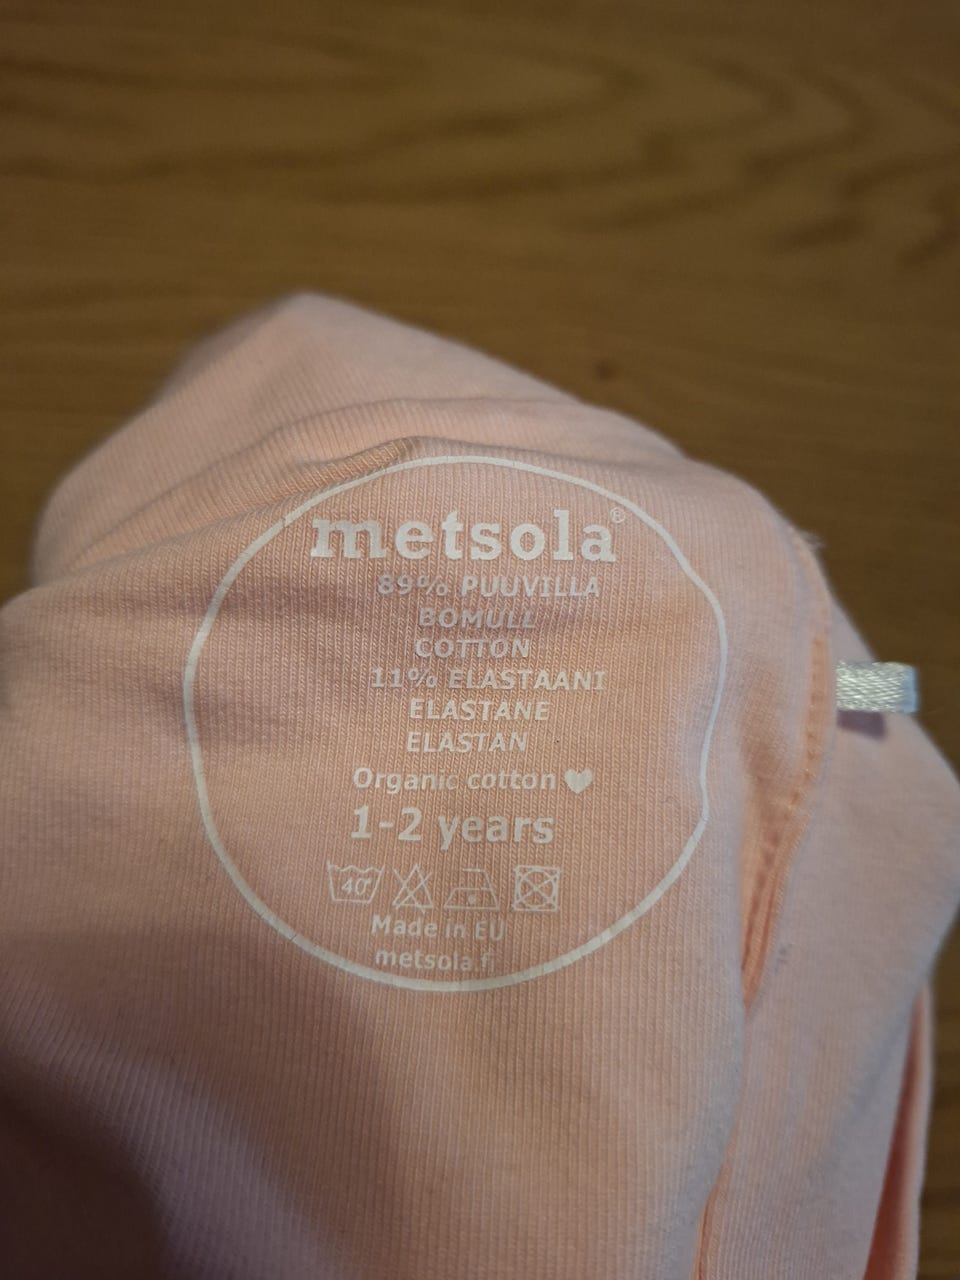 metsola®
89% PUUVILLA
BOMULL
COTTON
11% ELASTAANI
ELASTANE
ELASTAN
Organic cotton ♥
1-2 years
40°
Made in EU
metsola.fi